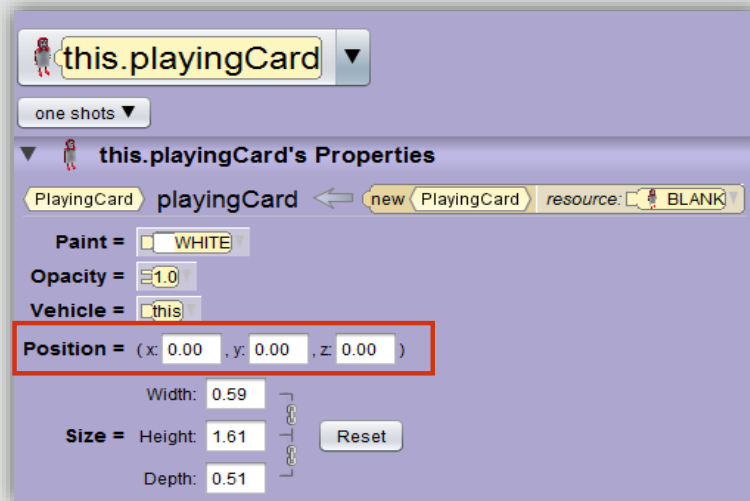 this.playingCard
one shots
this.playingCard's Properties
PlayingCard playingCard new PlayingCard resource: BLANK
Paint = WHITE
Opacity = 1.0
Vehicle = this
Position = ( x: 0.00 , y: 0.00 , z: 0.00 )
Width: 0.59
Size = Height: 1.61 Reset
Depth: 0.51